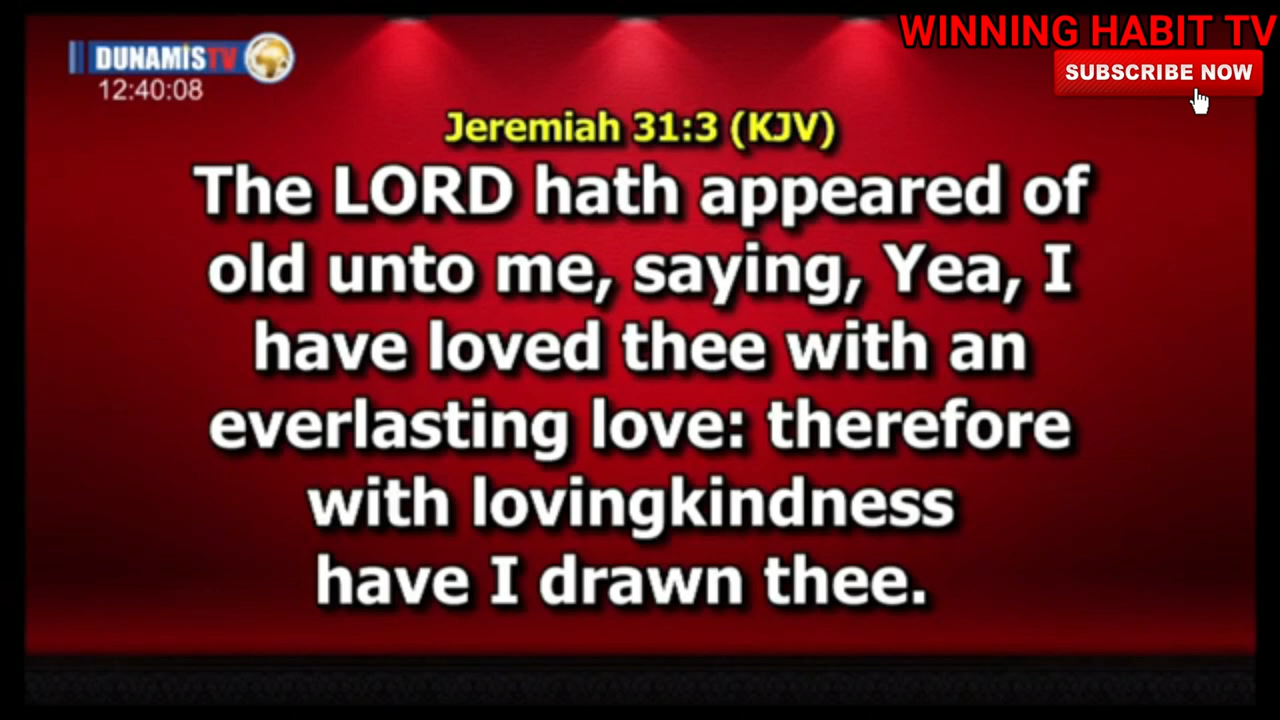 WINNING HABIT TV
DUNAMIS TV
SUBSCRIBE NOW
12:40:08
Jeremiah 31:3 (KJV)
The LORD hath appeared of
old unto me, saying, Yea, I
have loved thee with an
everlasting love: therefore
with lovingkindness
have I drawn thee.